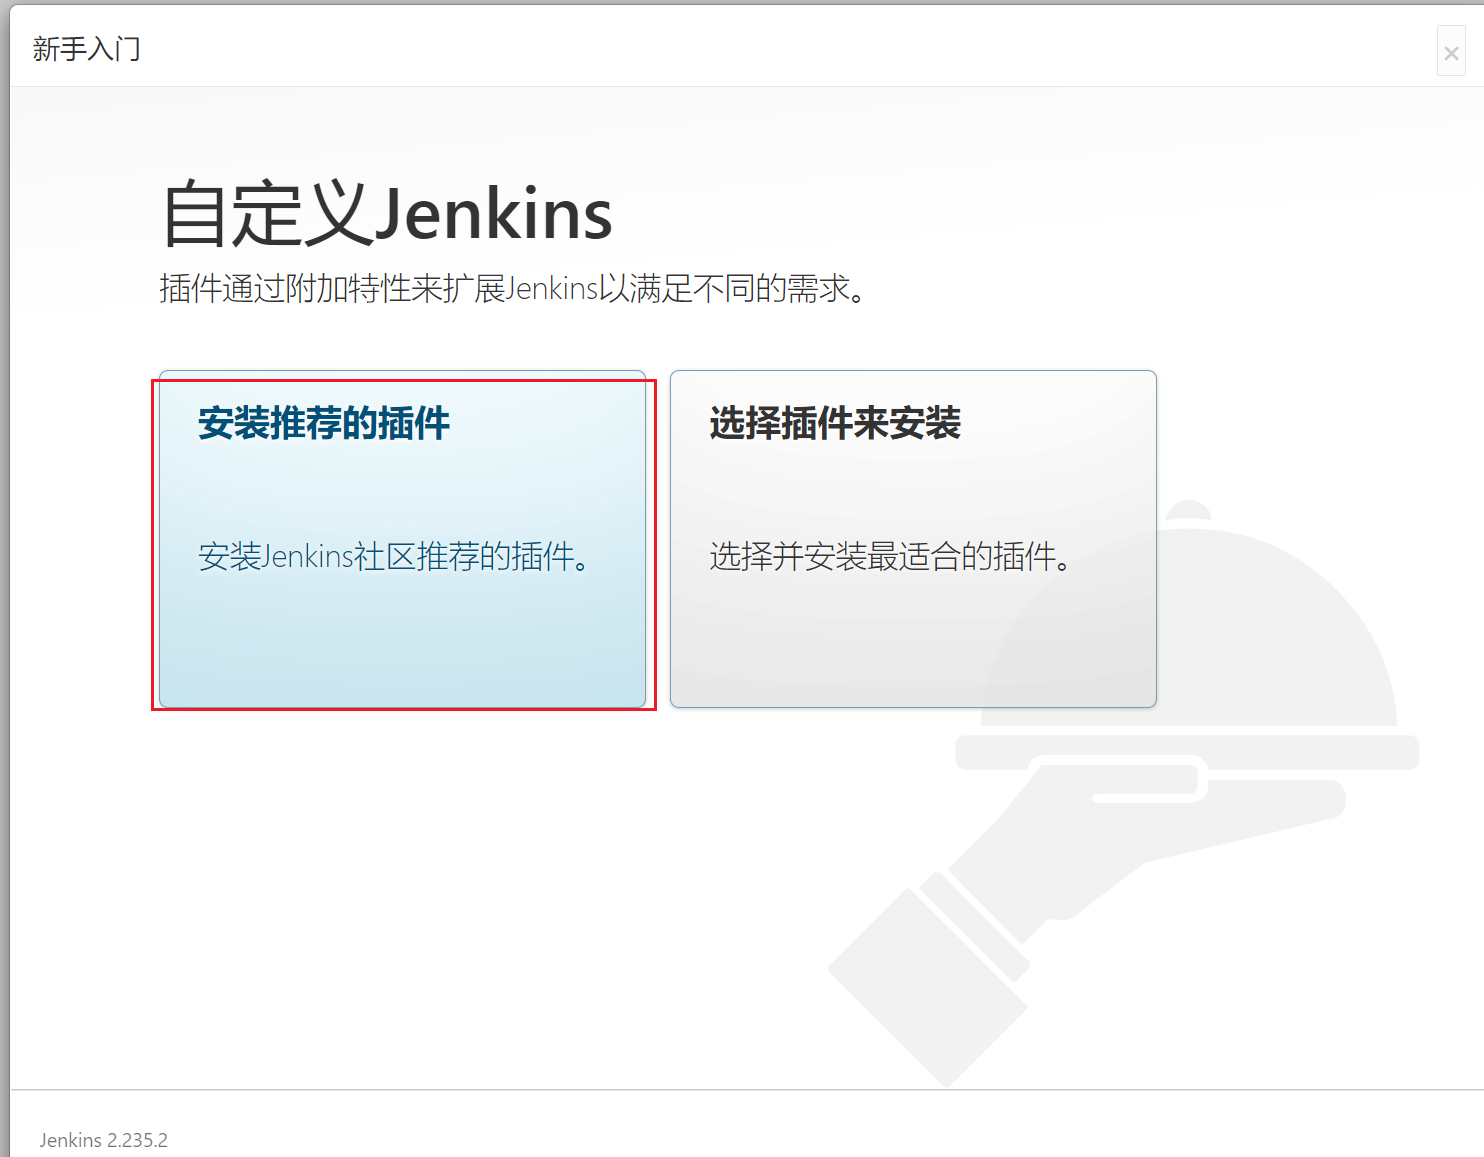 新手入门
×
自定义Jenkins
插件通过附加特性来扩展Jenkins以满足不同的需求。
安装推荐的插件
安装Jenkins社区推荐的插件。
选择插件来安装
选择并安装最适合的插件。
Jenkins 2.235.2